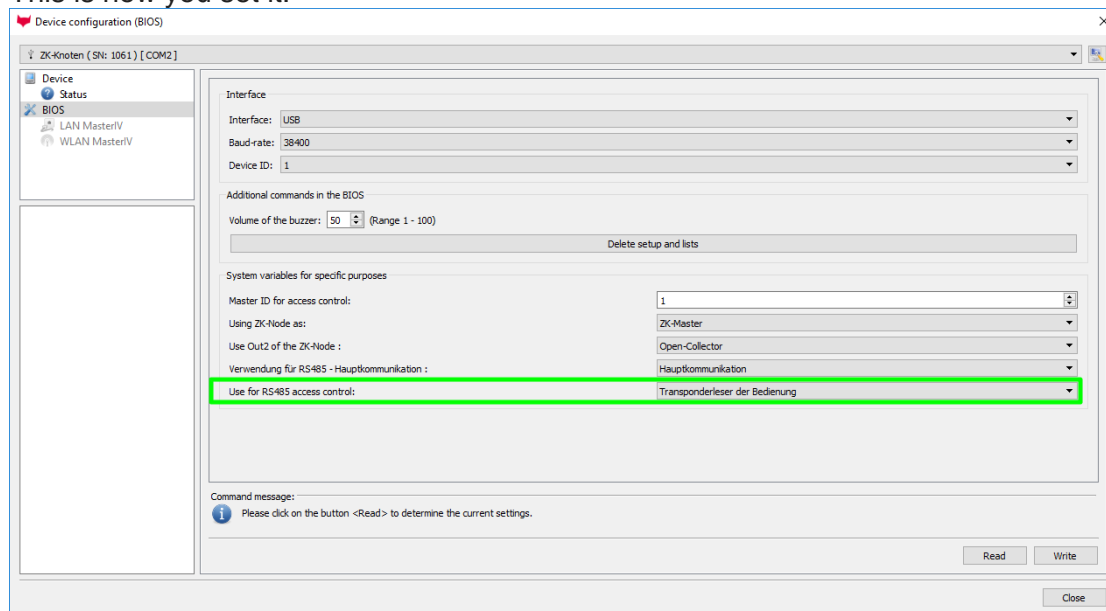 This is how you set it:
Device configuration (BIOS)
ZK-Knoten ( SN: 1061 ) [ COM2 ]
Device
Status
BIOS
LAN MasterIV
WLAN MasterIV
Interface
Interface: USB
Baud-rate: 38400
Device ID: 1
Additional commands in the BIOS
Volume of the buzzer: 50 (Range 1 - 100)
Delete setup and lists
System variables for specific purposes
Master ID for access control: 1
Using ZK-Node as: ZK-Master
Use Out2 of the ZK-Node : Open-Collector
Verwendung für RS485 - Hauptkommunikation : Hauptkommunikation
Use for RS485 access control: Transponderleser der Bedienung
Command message:
Please click on the button <Read> to determine the current settings.
Read Write
Close